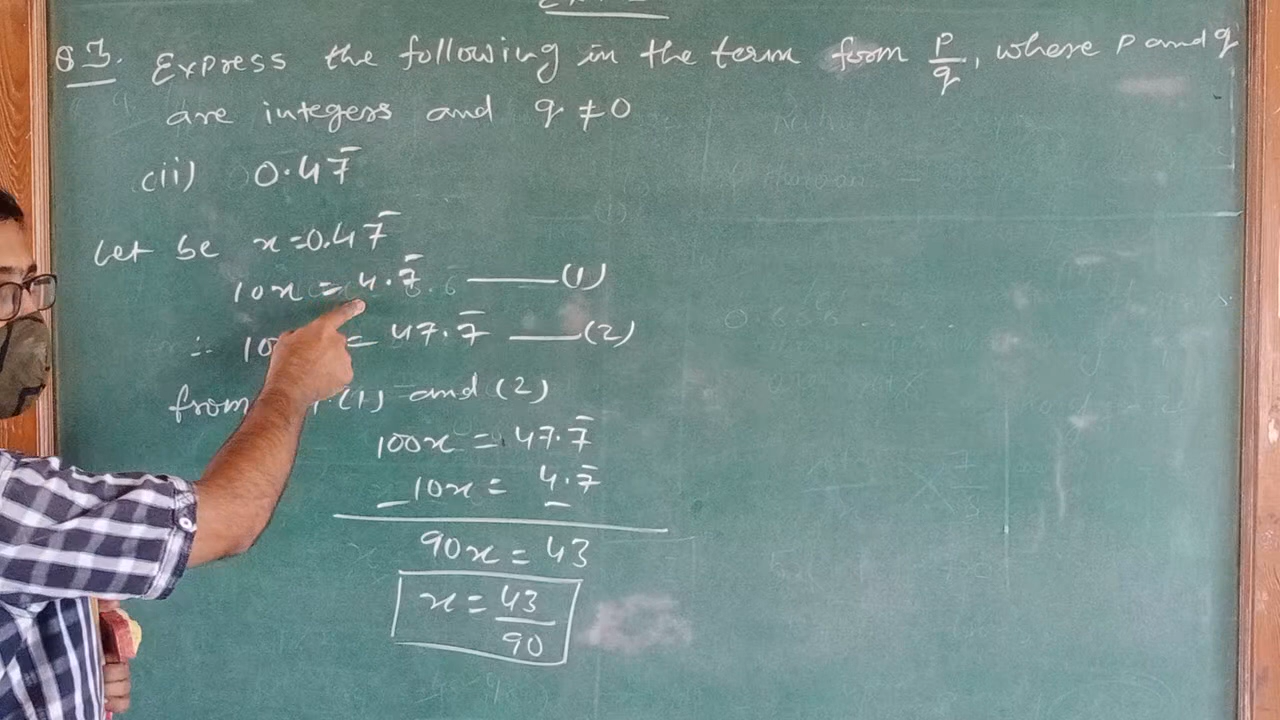 Q3. Express the following in the term form p/q, where p and q
are integers and q ≠ 0
(ii) 0.47̄
Let be x=0.47̄
10x = 4.7̄ ——(1)
∴ 10 = 47.7̄ ——(2)
from (1) and (2)
100x = 47.7̄
_10x = 4.7̄
90x = 43
x = 43/90